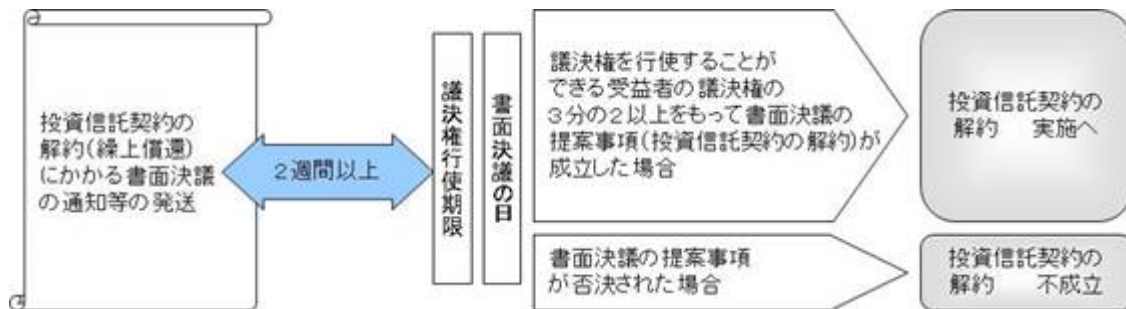 投資信託契約の
解約(繰上償還)
にかかる書面決議
の通知等の発送
2週間以上
議決権行使期限
書面決議の日
議決権を行使することが
できる受益者の議決権の
3分の2以上をもって書面決議の
提案事項(投資信託契約の解約)が
成立した場合
投資信託契約の
解約　実施へ
書面決議の提案事項
が否決された場合
投資信託契約の
解約　不成立